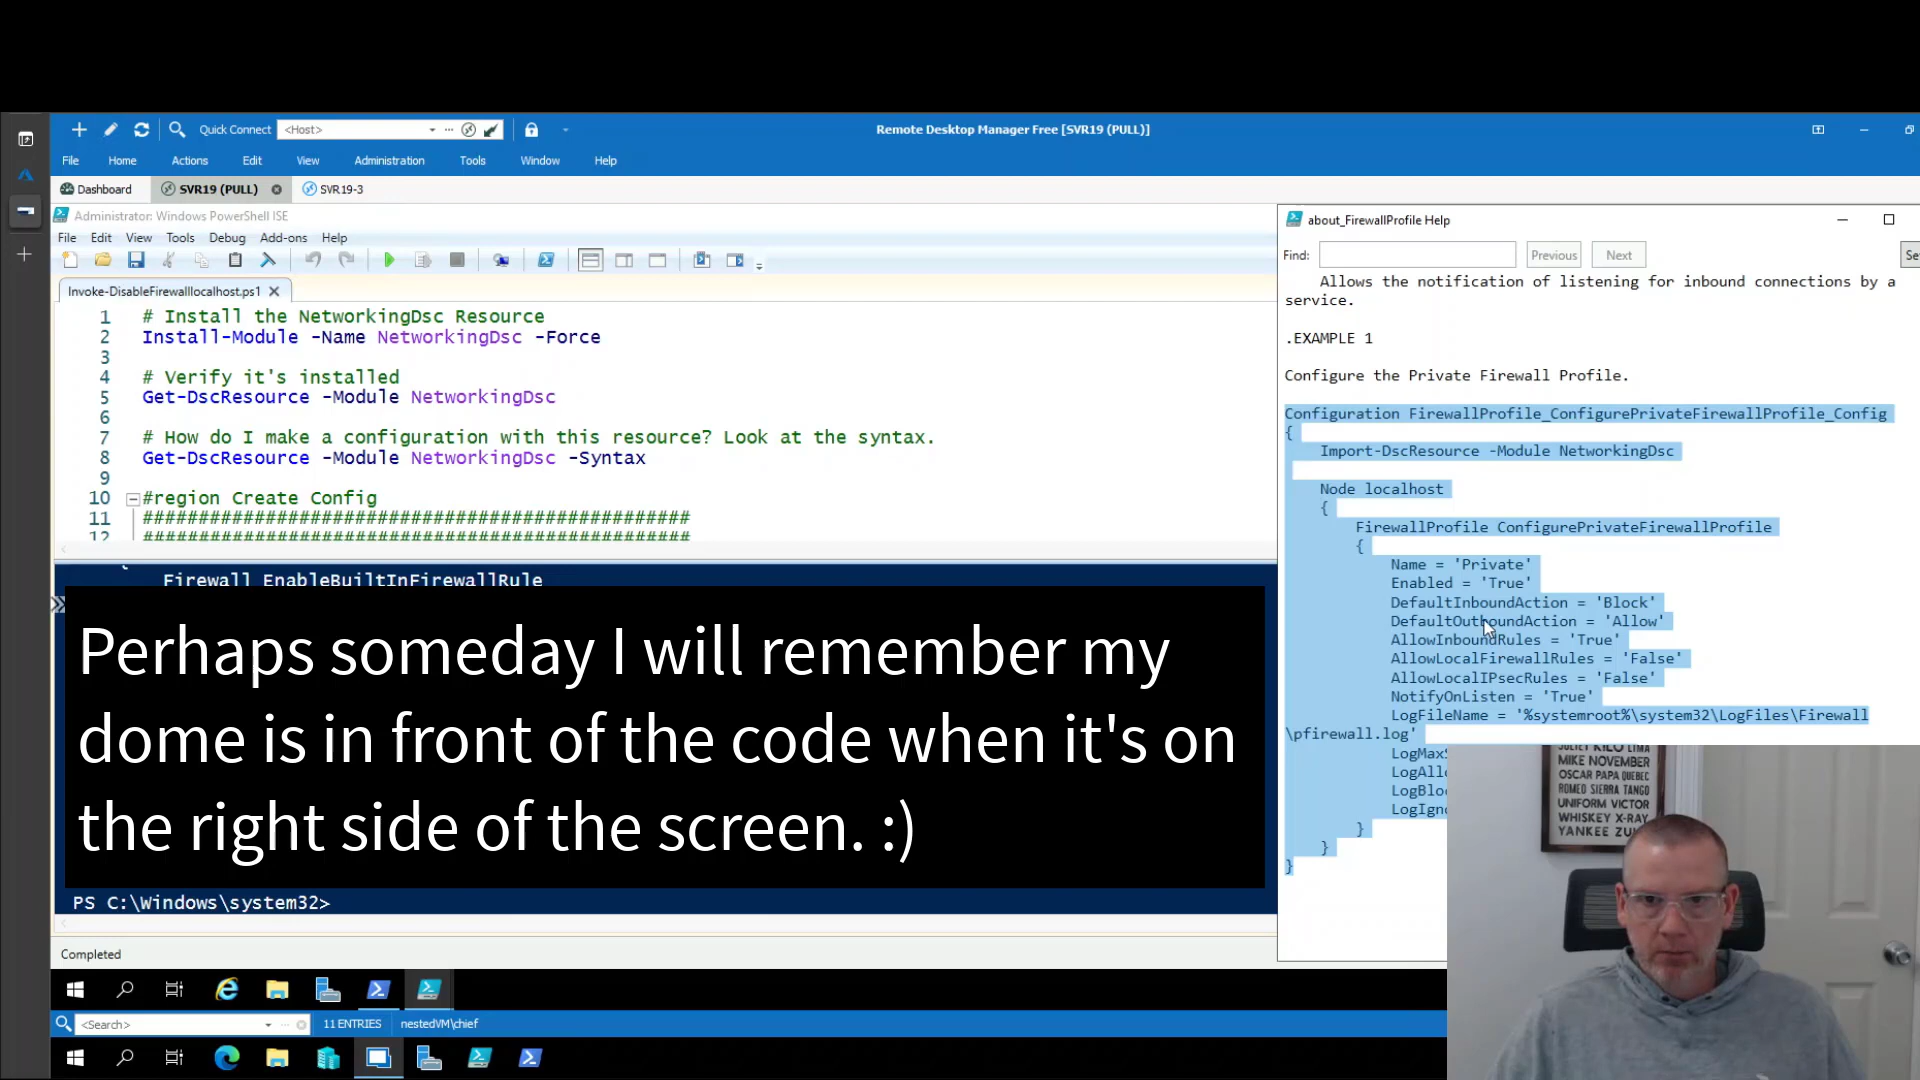 Quick Connect
<Host>
Remote Desktop Manager Free [SVR19 (PULL)]
File Home Actions Edit View Administration Tools Window Help
Dashboard
SVR19 (PULL)
SVR19-3
Administrator: Windows PowerShell ISE
File Edit View Tools Debug Add-ons Help
Invoke-DisableFirewalllocalhost.ps1
1 # Install the NetworkingDsc Resource
2 Install-Module -Name NetworkingDsc -Force
3
4 # Verify it's installed
5 Get-DscResource -Module NetworkingDsc
6
7 # How do I make a configuration with this resource? Look at the syntax.
8 Get-DscResource -Module NetworkingDsc -Syntax
9
10 #region Create Config
11 #################################################
12 #################################################
Firewall EnableBuiltInFirewallRule
Perhaps someday I will remember my
dome is in front of the code when it's on
the right side of the screen. :)
PS C:\Windows\system32>
Completed
about_FirewallProfile Help
Find: Previous Next
Allows the notification of listening for inbound connections by a
service.
.EXAMPLE 1
Configure the Private Firewall Profile.
Configuration FirewallProfile_ConfigurePrivateFirewallProfile_Config
{
Import-DscResource -Module NetworkingDsc
Node localhost
{
FirewallProfile ConfigurePrivateFirewallProfile
{
Name = 'Private'
Enabled = 'True'
DefaultInboundAction = 'Block'
DefaultOutboundAction = 'Allow'
AllowInboundRules = 'True'
AllowLocalFirewallRules = 'False'
AllowLocalIPsecRules = 'False'
NotifyOnListen = 'True'
LogFileName = '%systemroot%\system32\LogFiles\Firewall
\pfirewall.log'
}
}
}
MIKE NOVEMBER
OSCAR PAPA QUEBEC
ROMEO SIERRA TANGO
UNIFORM VICTOR
WHISKEY X-RAY
YANKEE
<Search>
11 ENTRIES
nestedVM\chief